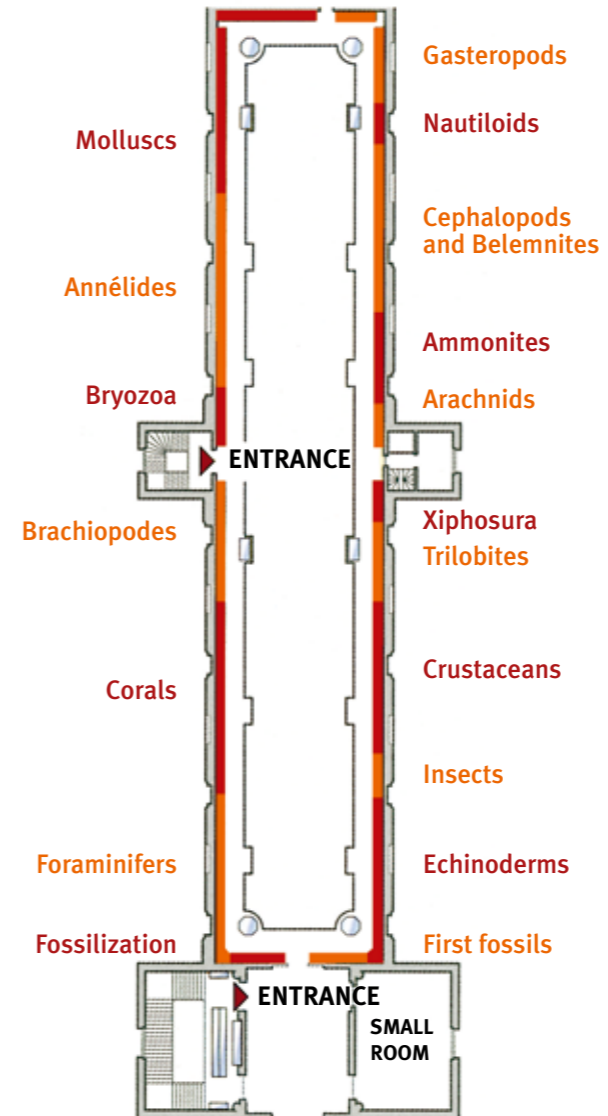 Gasteropods
Nautiloids
Molluscs
Cephalopods
and Belemnites
Annélides
Ammonites
Bryozoa
Arachnids
ENTRANCE
Xiphosura
Brachiopodes
Trilobites
Crustaceans
Corals
Insects
Foraminifers
Echinoderms
Fossilization
First fossils
ENTRANCE
SMALL
ROOM